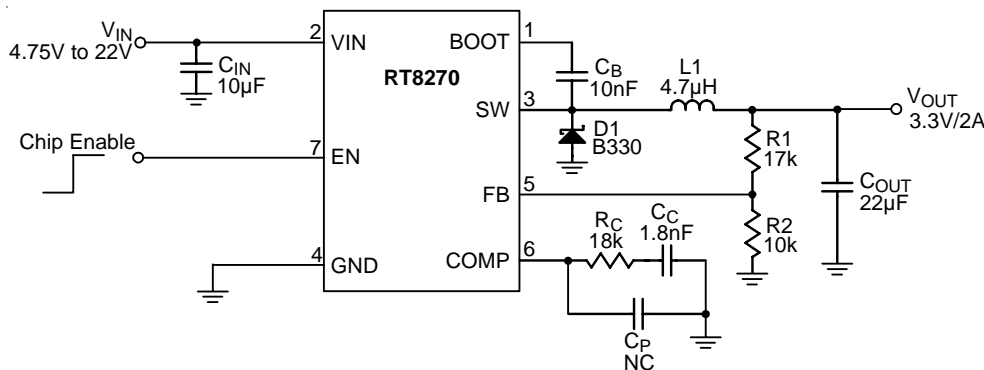 VIN
4.75V to 22V
2
VIN
CIN
10µF
RT8270
BOOT
1
CB
10nF
L1
4.7µH
SW
3
VOUT
3.3V/2A
D1
B330
R1
17k
Chip Enable
7
EN
FB
5
COUT
22µF
R2
10k
RC
18k
CC
1.8nF
4
GND
COMP
6
CP
NC